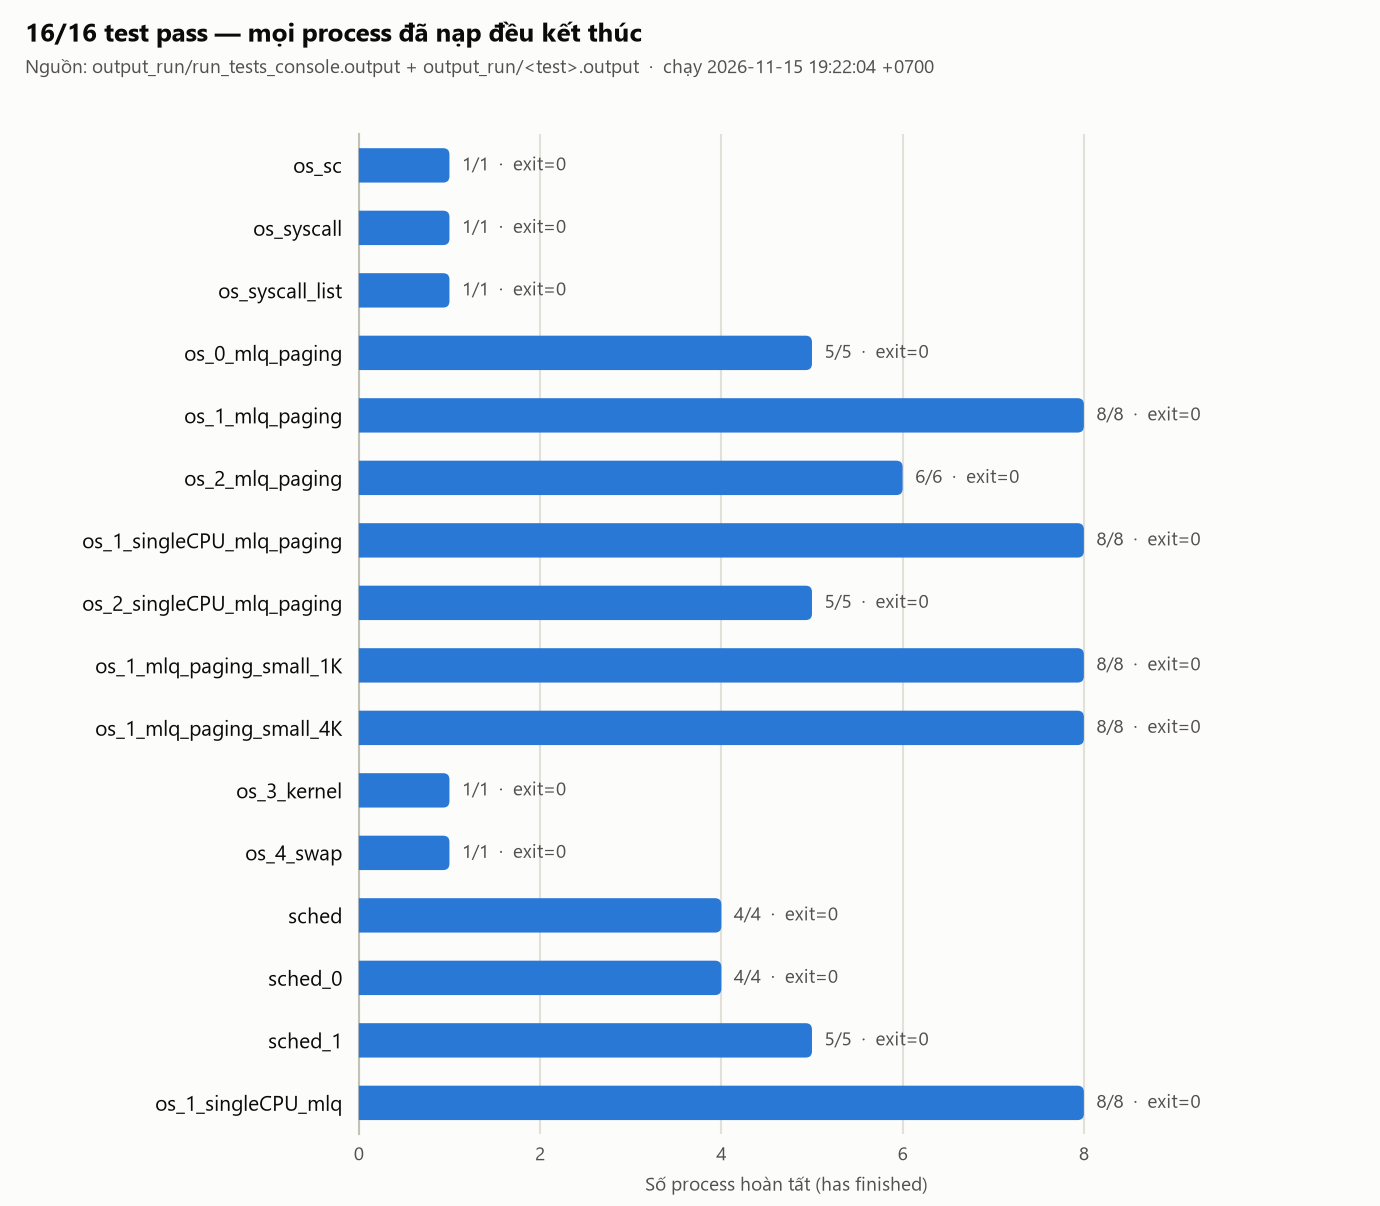 16/16 test pass — mọi process đã nạp đều kết thúc
Nguồn: output_run/run_tests_console.output + output_run/<test>.output · chạy 2026-11-15 19:22:04 +0700
os_sc 1/1 · exit=0
os_syscall 1/1 · exit=0
os_syscall_list 1/1 · exit=0
os_0_mlq_paging 5/5 · exit=0
os_1_mlq_paging 8/8 · exit=0
os_2_mlq_paging 6/6 · exit=0
os_1_singleCPU_mlq_paging 8/8 · exit=0
os_2_singleCPU_mlq_paging 5/5 · exit=0
os_1_mlq_paging_small_1K 8/8 · exit=0
os_1_mlq_paging_small_4K 8/8 · exit=0
os_3_kernel 1/1 · exit=0
os_4_swap 1/1 · exit=0
sched 4/4 · exit=0
sched_0 4/4 · exit=0
sched_1 5/5 · exit=0
os_1_singleCPU_mlq 8/8 · exit=0
0 2 4 6 8
Số process hoàn tất (has finished)